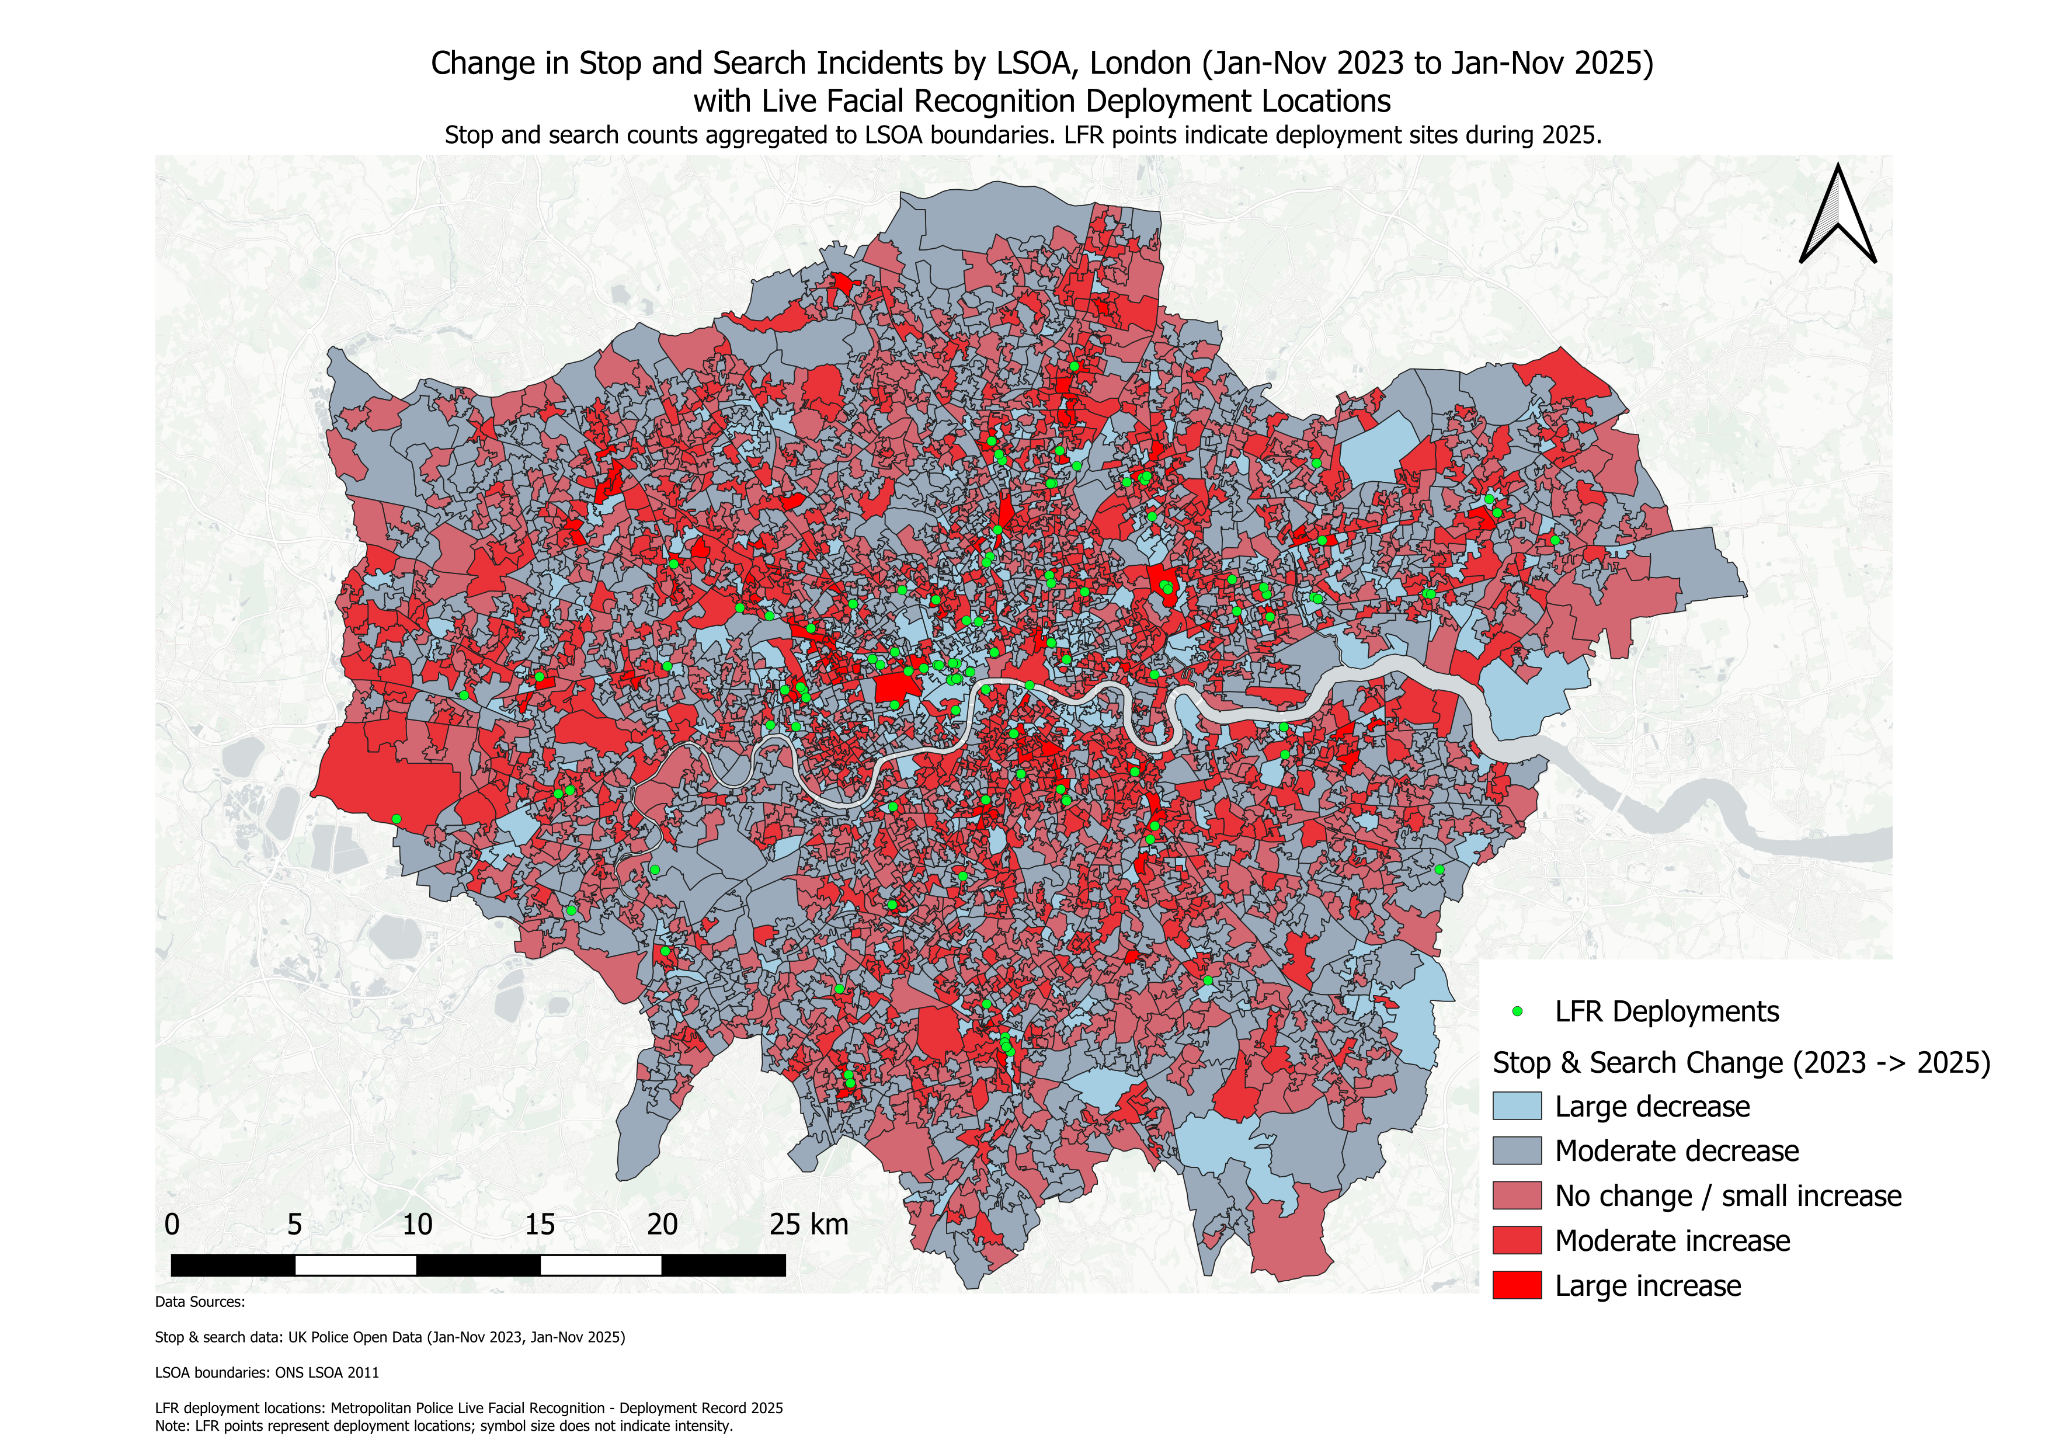 Change in Stop and Search Incidents by LSOA, London (Jan-Nov 2023 to Jan-Nov 2025)
with Live Facial Recognition Deployment Locations
Stop and search counts aggregated to LSOA boundaries. LFR points indicate deployment sites during 2025.
LFR Deployments
Stop & Search Change (2023 -> 2025)
Large decrease
Moderate decrease
No change / small increase
Moderate increase
Large increase
0 5 10 15 20 25 km
Data Sources:
Stop & search data: UK Police Open Data (Jan-Nov 2023, Jan-Nov 2025)
LSOA boundaries: ONS LSOA 2011
LFR deployment locations: Metropolitan Police Live Facial Recognition - Deployment Record 2025
Note: LFR points represent deployment locations; symbol size does not indicate intensity.